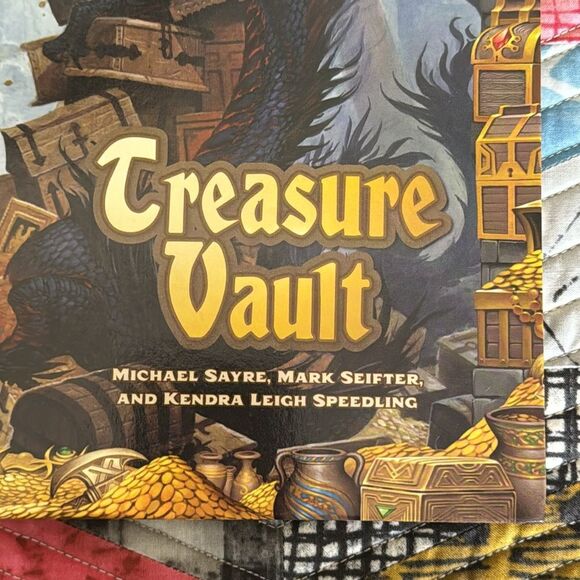 Treasure
Vault
Michael Sayre, Mark Seifter,
and Kendra Leigh Speedling